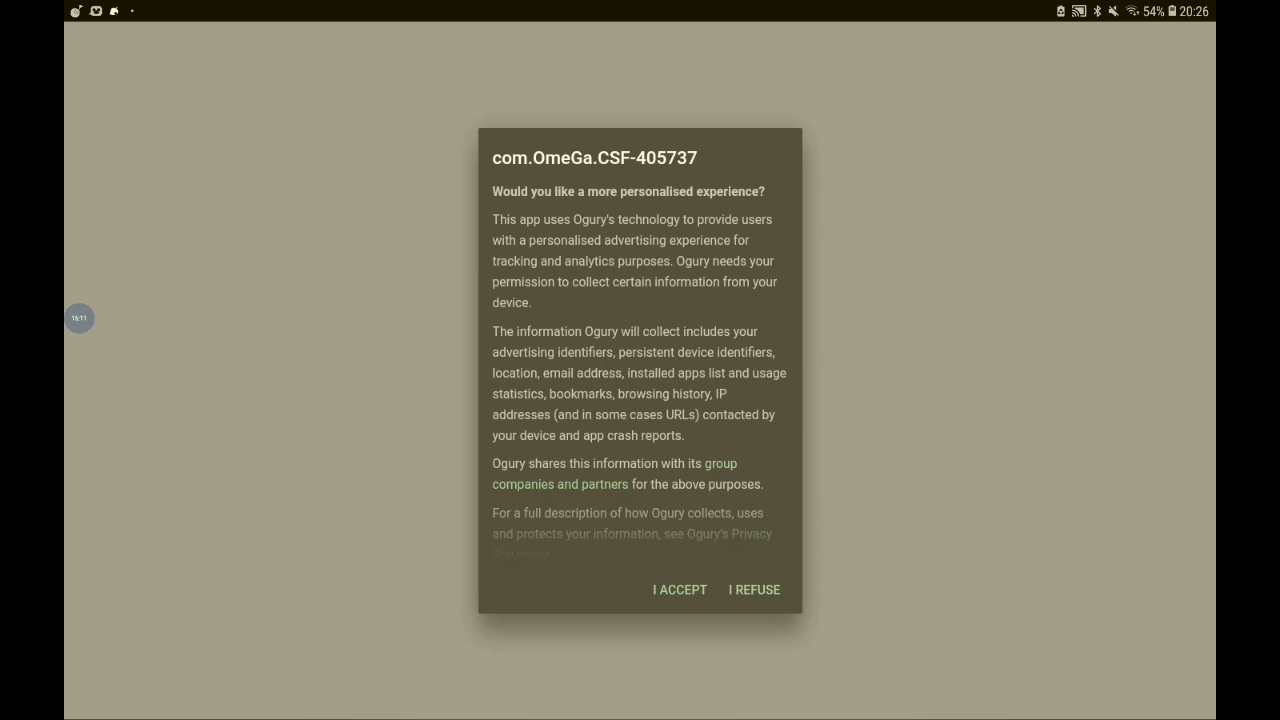 54% 20:26
com.OmeGa.CSF-405737
Would you like a more personalised experience?
This app uses Ogury's technology to provide users
with a personalised advertising experience for
tracking and analytics purposes. Ogury needs your
permission to collect certain information from your
device.
The information Ogury will collect includes your
advertising identifiers, persistent device identifiers,
location, email address, installed apps list and usage
statistics, bookmarks, browsing history, IP
addresses (and in some cases URLs) contacted by
your device and app crash reports.
16:11
Ogury shares this information with its group
companies and partners for the above purposes.
For a full description of how Ogury collects, uses
and protects your information, see Ogury's Privacy
Statement
I ACCEPT I REFUSE